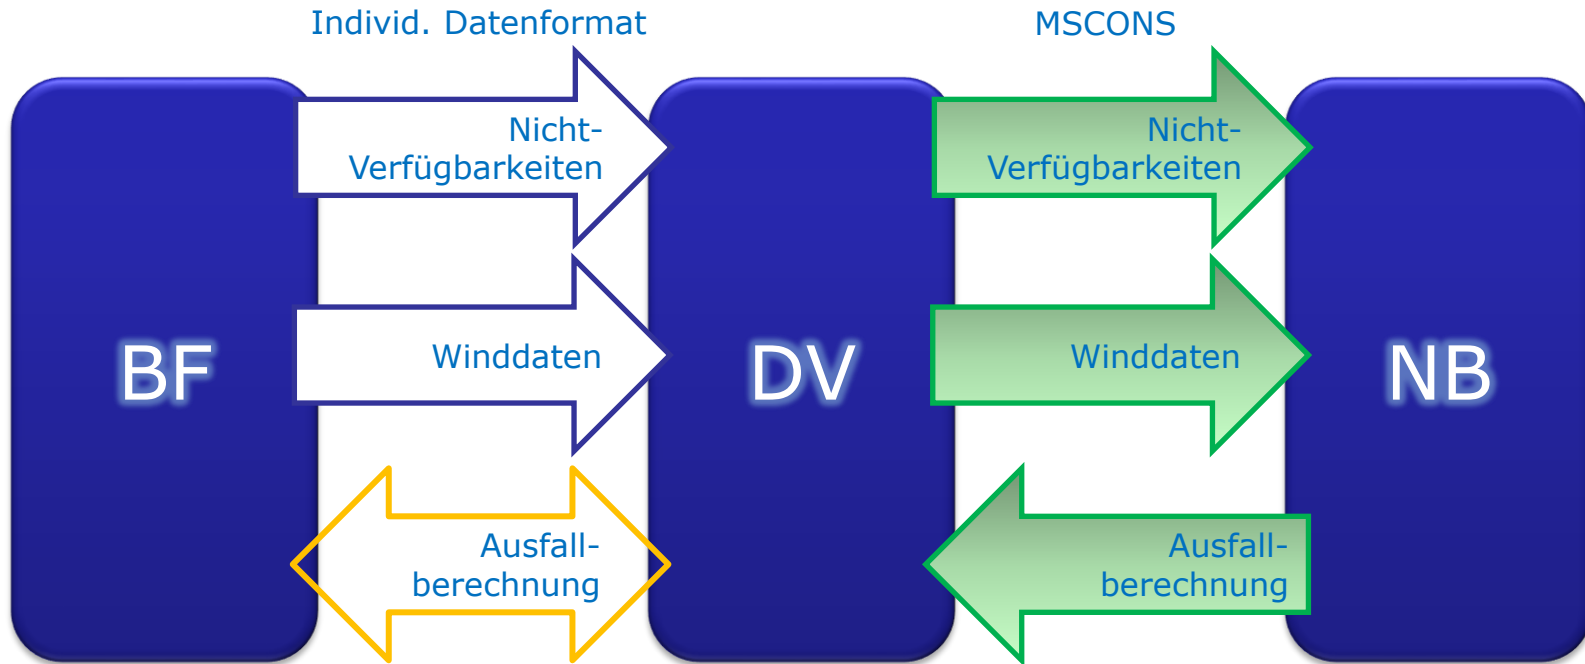 Individ. Datenformat
MSCONS
Nicht-
Verfügbarkeiten
Nicht-
Verfügbarkeiten
BF
Winddaten
DV
Winddaten
NB
Ausfall-
berechnung
Ausfall-
berechnung